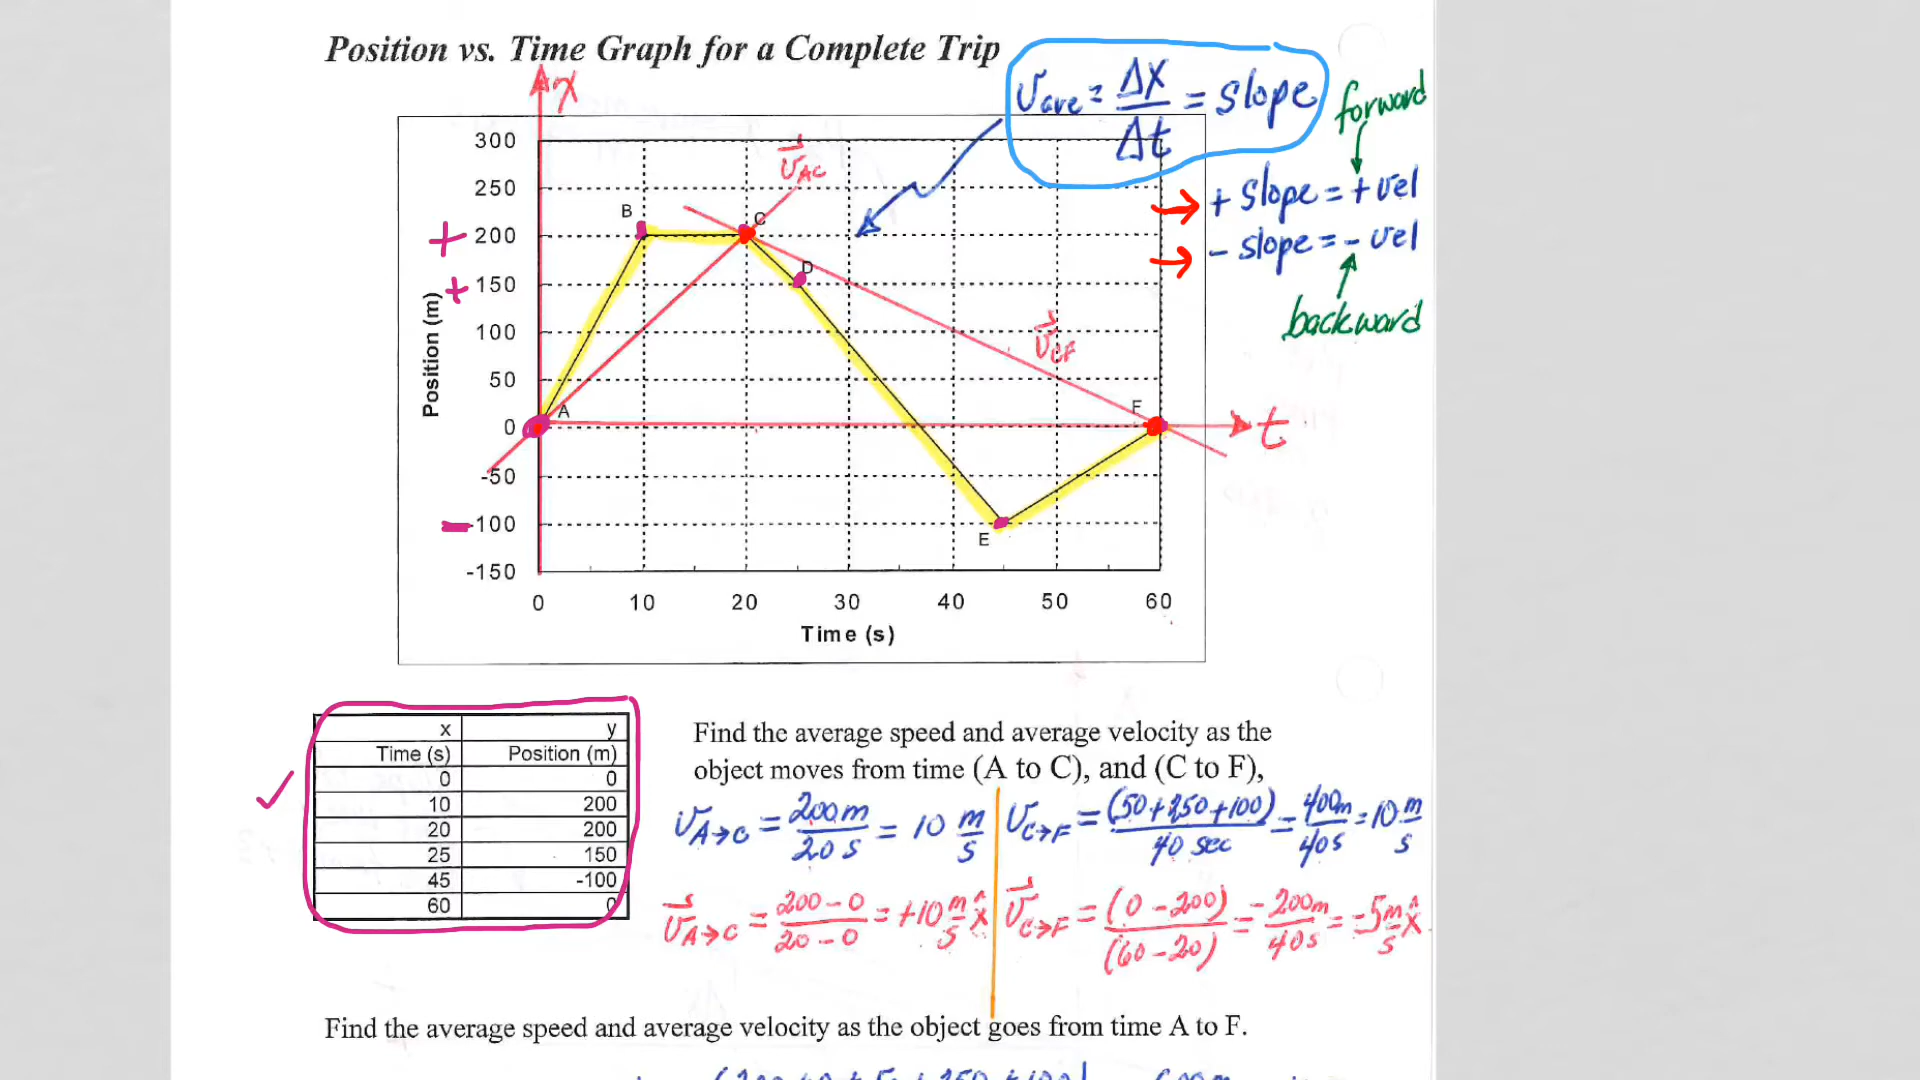 Position vs. Time Graph for a Complete Trip
x
v ave = Δx/Δt = slope
forward
+ slope = + vel
- slope = - vel
backward
300
250
+ 200
+ 150
100
50
0
-50
- -100
-150
Position (m)
v⃗AC
B
C
D
v⃗CF
A
F
t
E
0 10 20 30 40 50 60
Time (s)
x y
Time (s) Position (m)
0 0
10 200
20 200
25 150
45 -100
60 0
Find the average speed and average velocity as the
object moves from time (A to C), and (C to F),
v A→C = 200m/20s = 10 m/s
v C→F = (50+250+100)/40 sec = 400m/40s = 10 m/s
v⃗ A→C = 200-0/20-0 = +10 m/s x̂
v⃗ C→F = (0-200)/(60-20) = -200m/40s = -5 m/s x̂
Find the average speed and average velocity as the object goes from time A to F.